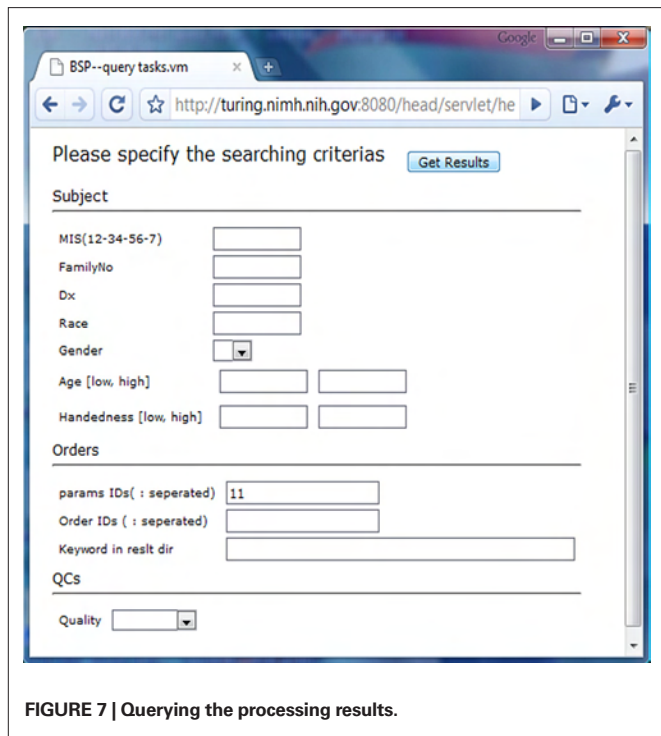 Google
BSP--query tasks.vm
http://turing.nimh.nih.gov:8080/head/servlet/he
Please specify the searching criterias
Get Results
Subject
MIS(12-34-56-7)
FamilyNo
Dx
Race
Gender
Age [low, high]
Handedness [low, high]
Orders
params IDs( : seperated) 11
Order IDs ( : seperated)
Keyword in reslt dir
QCs
Quality
FIGURE 7 | Querying the processing results.